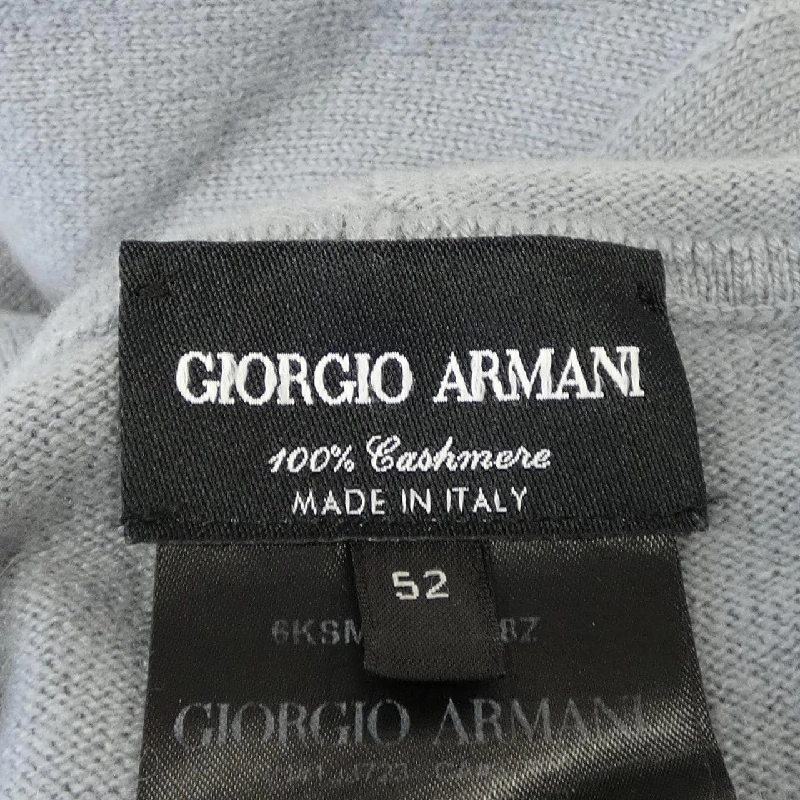 GIORGIO ARMANI
100% Cashmere
MADE IN ITALY
52
GIORGIO ARMANI